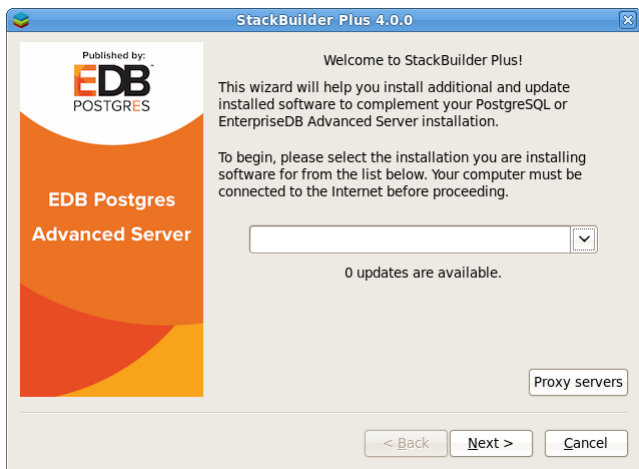 StackBuilder Plus 4.0.0
Published by:
EDB
POSTGRES
EDB Postgres
Advanced Server
Welcome to StackBuilder Plus!
This wizard will help you install additional and update
installed software to complement your PostgreSQL or
EnterpriseDB Advanced Server installation.
To begin, please select the installation you are installing
software for from the list below. Your computer must be
connected to the Internet before proceeding.
0 updates are available.
Proxy servers
< Back
Next >
Cancel